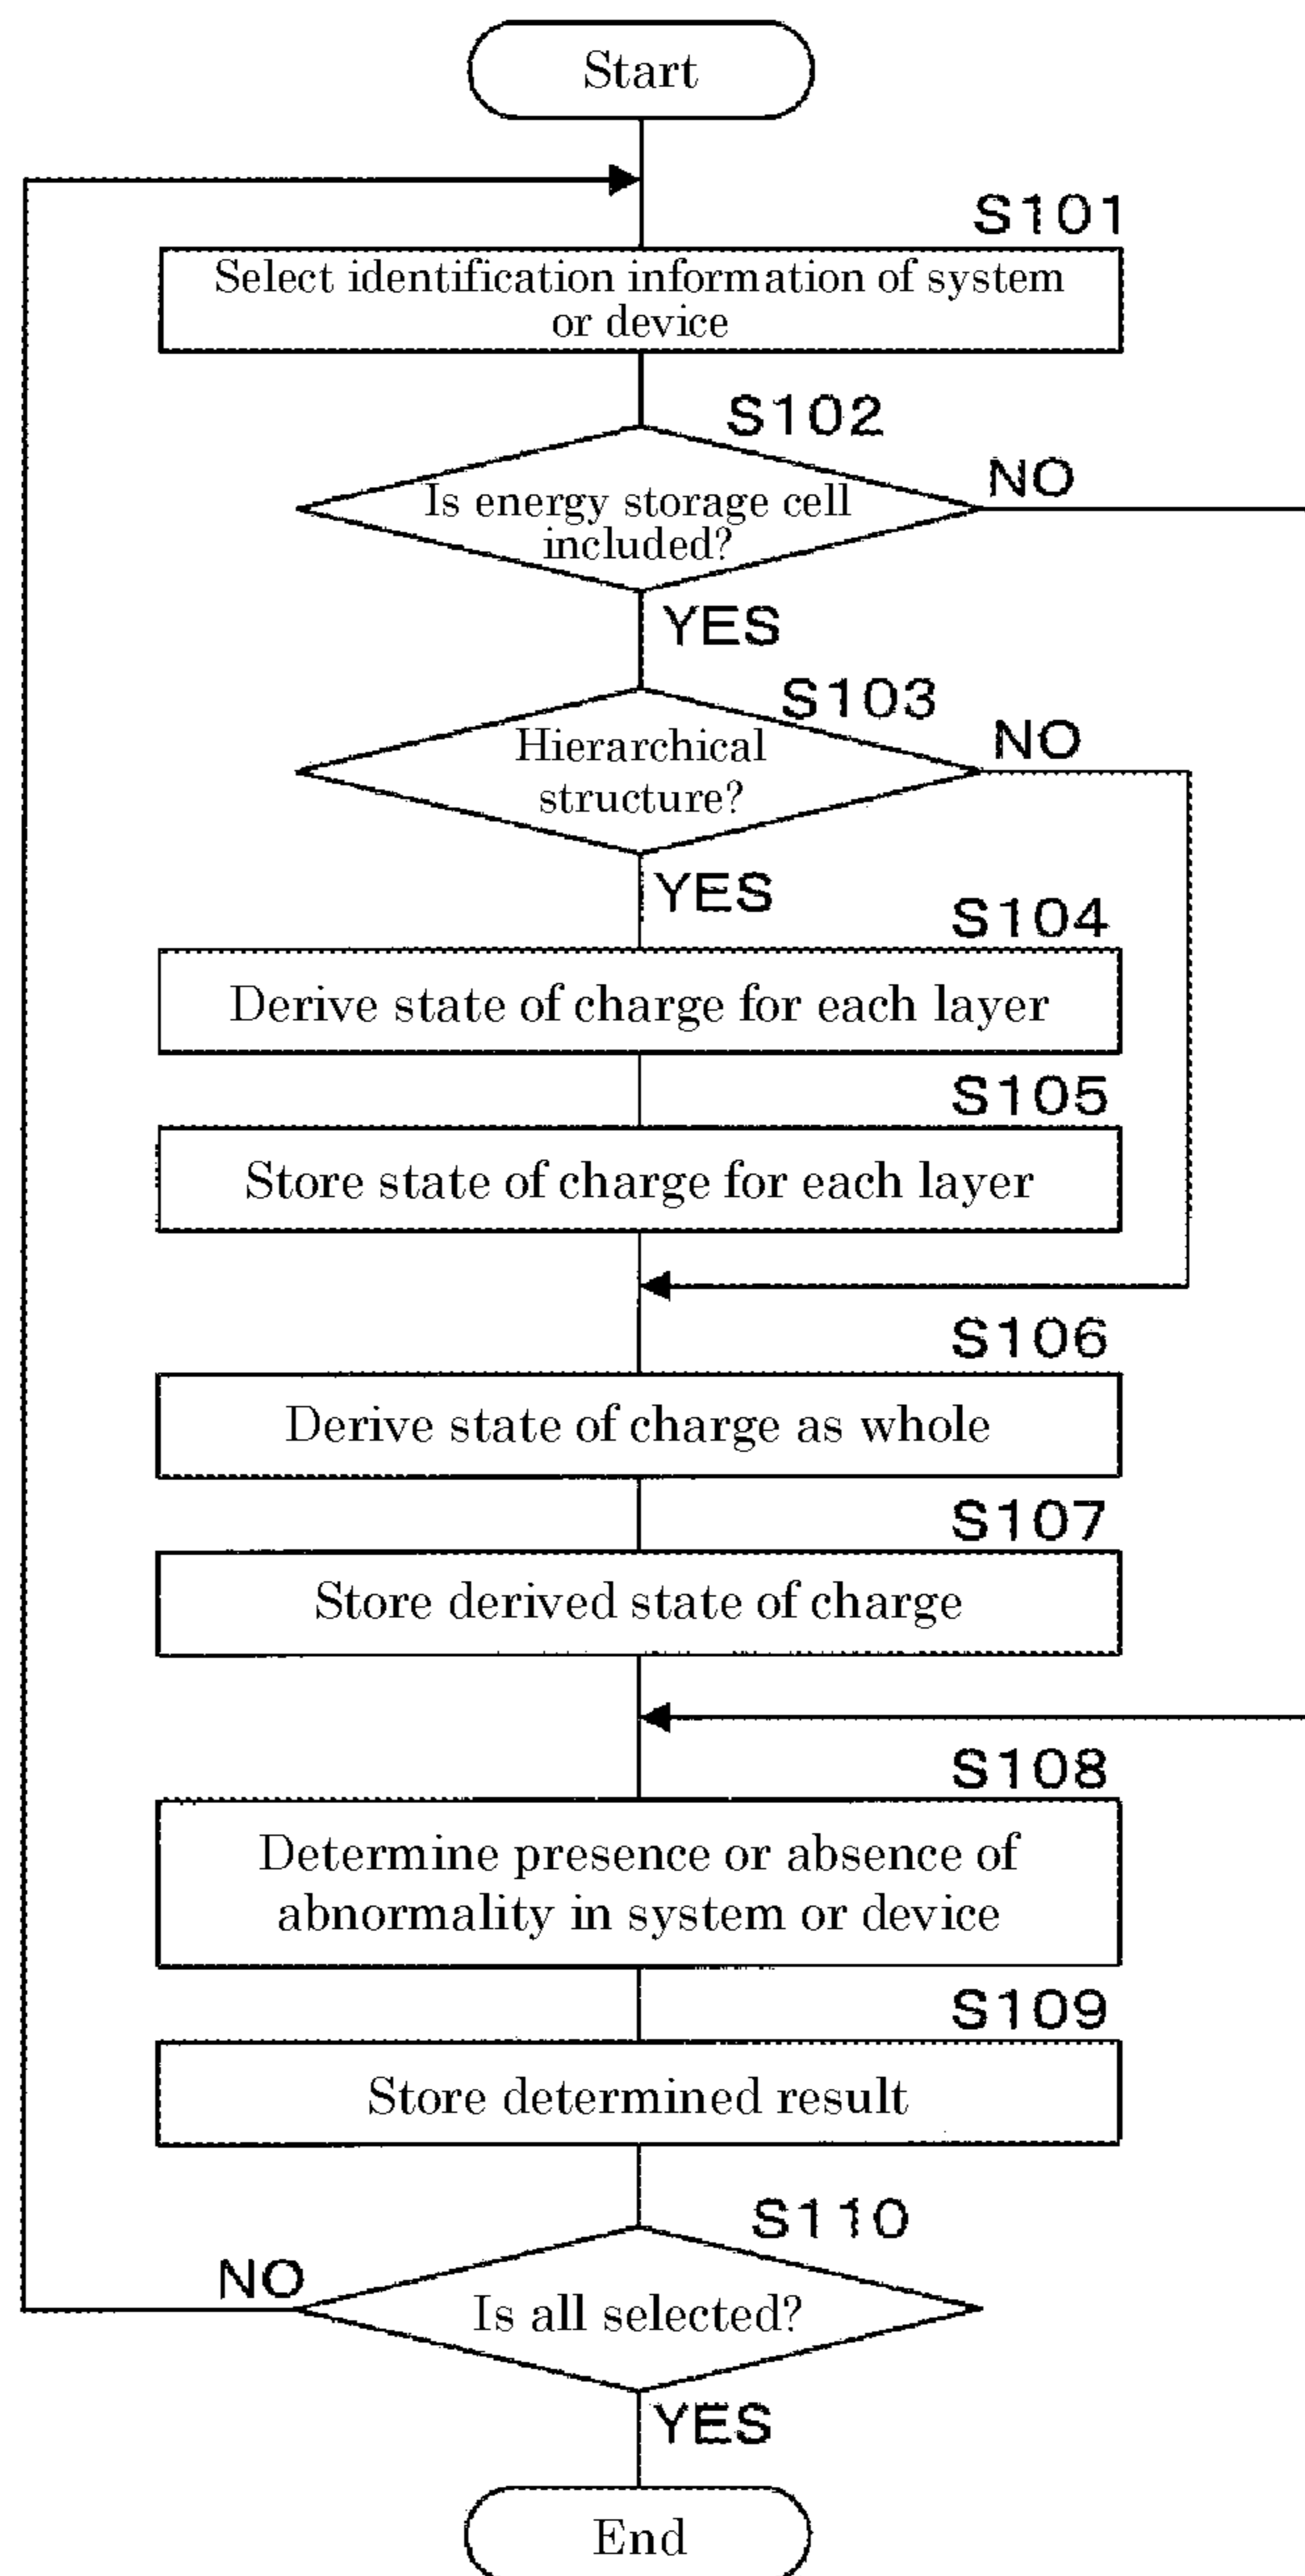 Start
S101
Select identification information of system
or device
S102
Is energy storage cell
included?
NO
YES
S103
Hierarchical
structure?
NO
YES
S104
Derive state of charge for each layer
S105
Store state of charge for each layer
S106
Derive state of charge as whole
S107
Store derived state of charge
S108
Determine presence or absence of
abnormality in system or device
S109
Store determined result
S110
NO
Is all selected?
YES
End